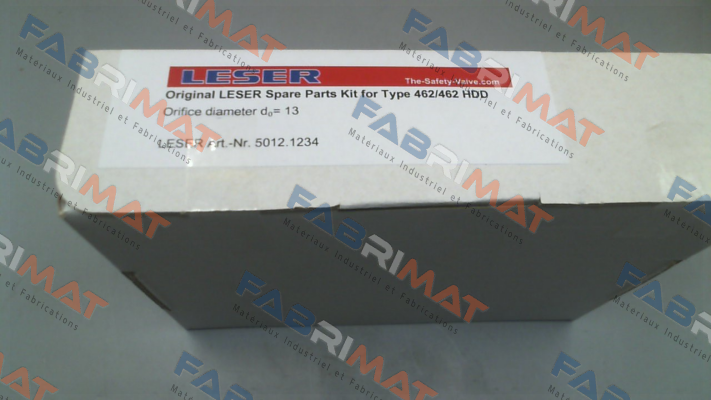 LESER
The-Safety-Valve.com
Original LESER Spare Parts Kit for Type 462/462 HDD
Orifice diameter d₀= 13
LESER Art.-Nr. 5012.1234
FABRIMAT
Materiaux Industriel et Fabrications